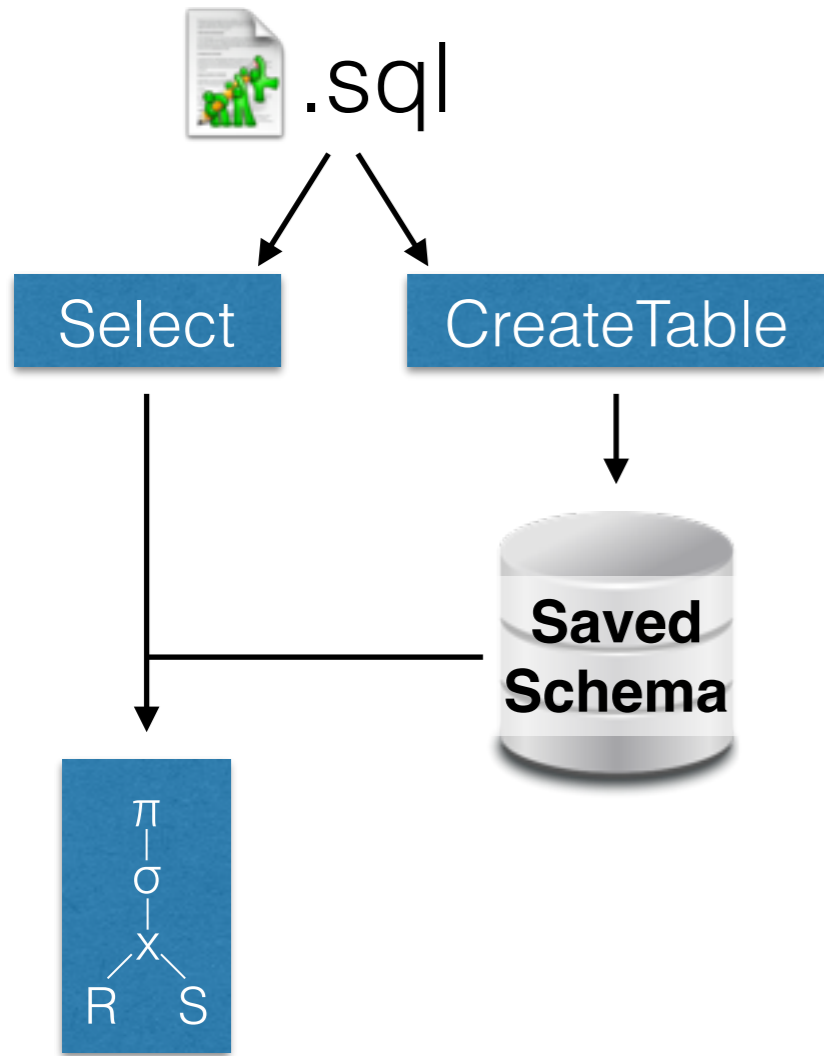 .sql
Select
CreateTable
Saved
Schema
π
σ
x
R S